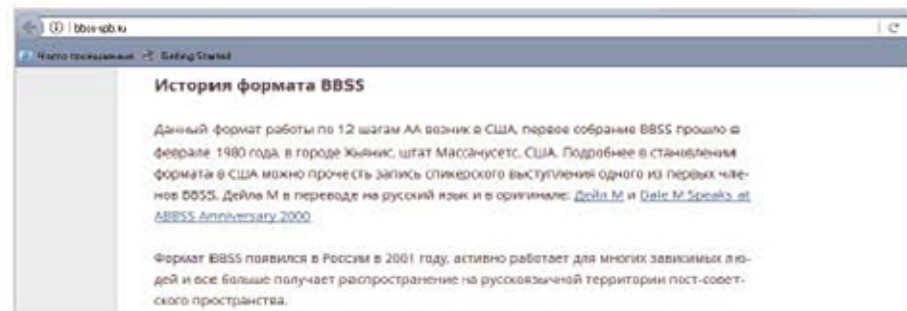 bbss-spb.ru
Часто посещаемые Getting Started
История формата BBSS
Данный формат работы по 12 шагам АА возник в США, первое собрание BBSS прошло в
феврале 1980 года, в городе Хьянис, штат Массачусетс, США. Подробнее в становлении
формата в США можно прочесть запись спикерского выступления одного из первых чле-
нов BBSS, Дейла М в переводе на русский язык и в оригинале: Дейл М и Dale M Speaks at
ABBSS Anniversary 2000
Формат BBSS появился в России в 2001 году, активно работает для многих зависимых лю-
дей и все больше получает распространение на русскоязычной территории пост-совет-
ского пространства.